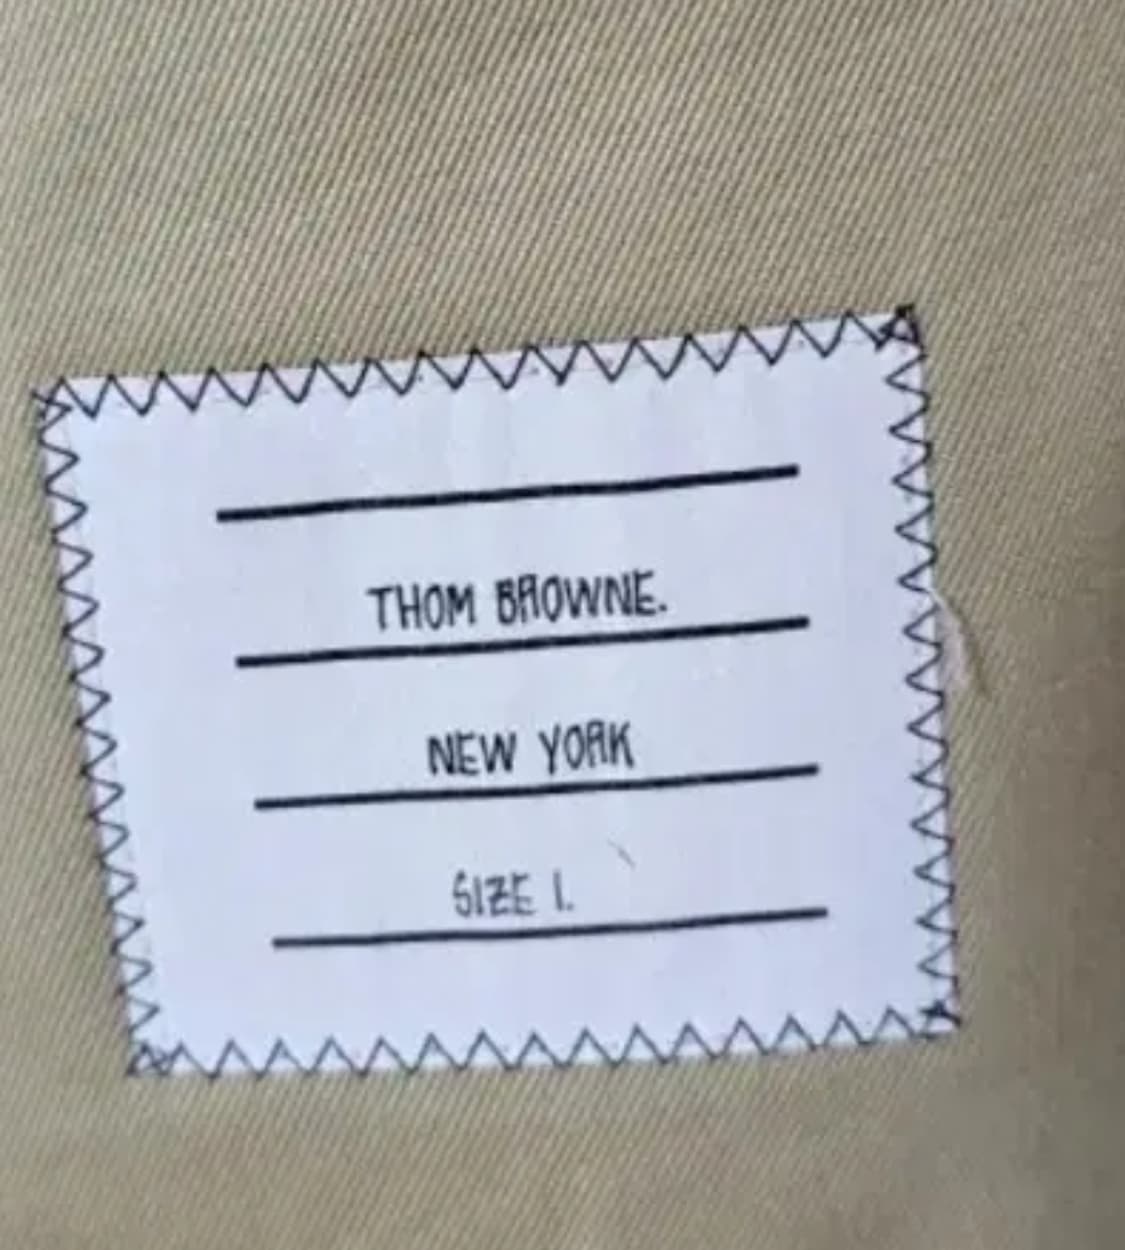 THOM BROWNE.
NEW YORK
SIZE 1.